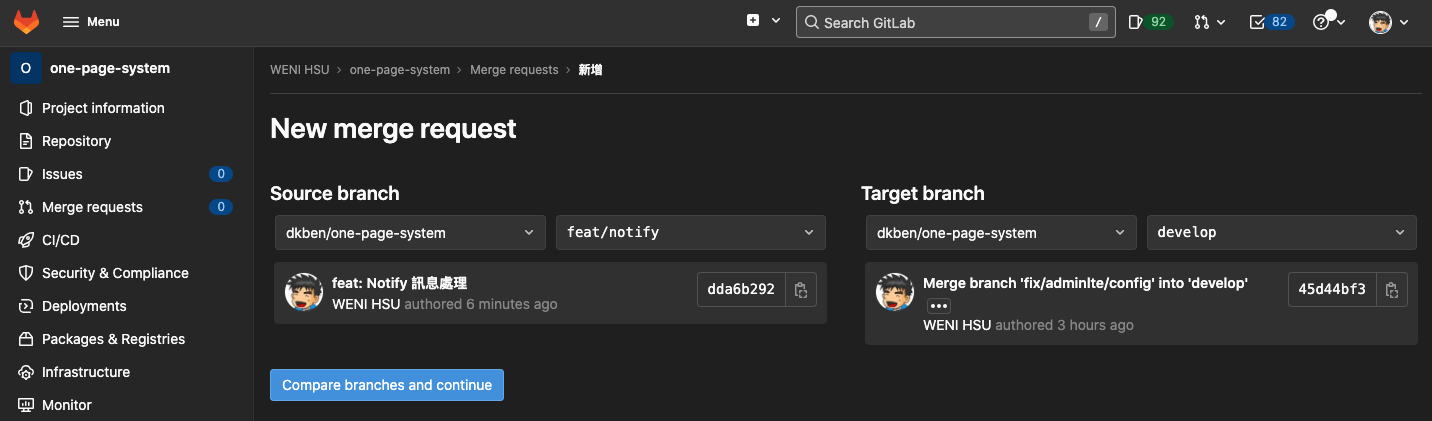 Menu
Search GitLab
/
92
82
O one-page-system
WENI HSU › one-page-system › Merge requests › 新增
Project information
Repository
Issues 0
Merge requests 0
CI/CD
Security & Compliance
Deployments
Packages & Registries
Infrastructure
Monitor
New merge request
Source branch
dkben/one-page-system
feat/notify
feat: Notify 訊息處理
WENI HSU authored 6 minutes ago
dda6b292
Target branch
dkben/one-page-system
develop
Merge branch 'fix/adminlte/config' into 'develop'
WENI HSU authored 3 hours ago
45d44bf3
Compare branches and continue